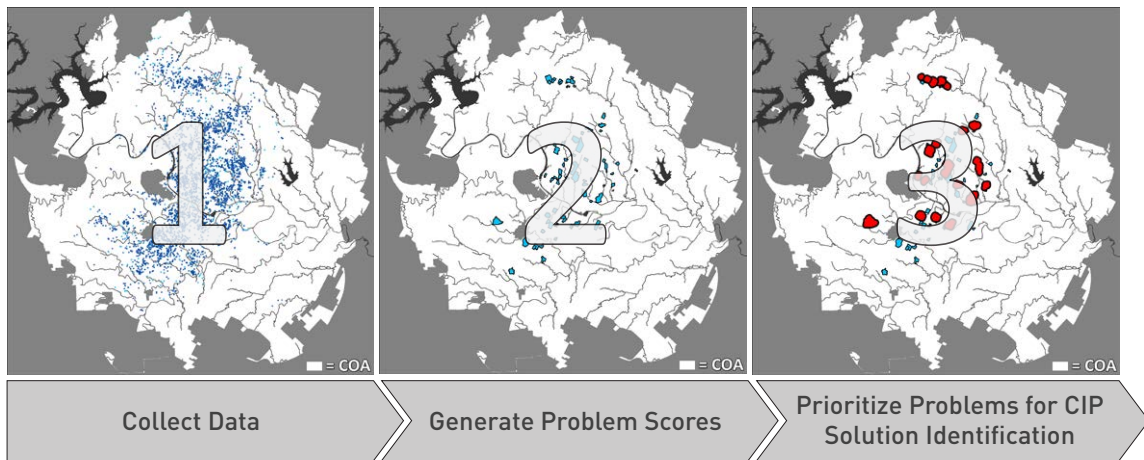 1
2
3
= COA
= COA
= COA
Collect Data
Generate Problem Scores
Prioritize Problems for CIP
Solution Identification